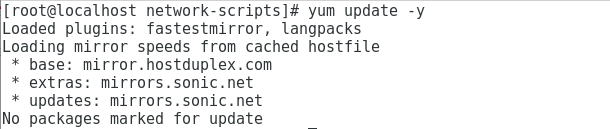 [root@localhost network-scripts]# yum update -y
Loaded plugins: fastestmirror, langpacks
Loading mirror speeds from cached hostfile
 * base: mirror.hostduplex.com
 * extras: mirrors.sonic.net
 * updates: mirrors.sonic.net
No packages marked for update